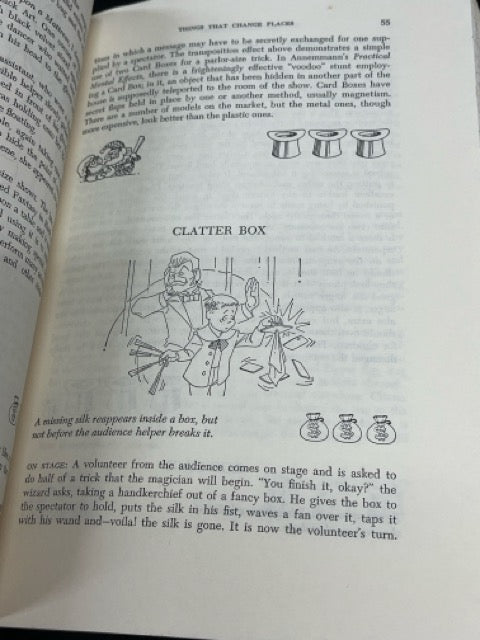 THINGS THAT CHANGE PLACES 55
tions in which a message may have to be secretly exchanged for one sup-
plied by a spectator. The transposition effect above demonstrates a simple
use of two Card Boxes for a parlor-size trick. In Annemann's Practical
Mental Effects, there is a frighteningly effective "voodoo" stunt employ-
ing a Card Box; in it, an object that has been hidden in another part of the
house is supposedly teleported to the room of the show. Card Boxes have
secret flaps held in place by one or another method, usually magnetism.
There are a number of models on the market, but the metal ones, though
more expensive, look better than the plastic ones.
CLATTER BOX
A missing silk reappears inside a box, but
not before the audience helper breaks it.
ON STAGE: A volunteer from the audience comes on stage and is asked to
do half of a trick that the magician will begin. "You finish it, okay?" the
wizard asks, taking a handkerchief out of a fancy box. He gives the box to
the spectator to hold, puts the silk in his fist, waves a fan over it, taps it
with his wand and—voila! the silk is gone. It is now the volunteer's turn.